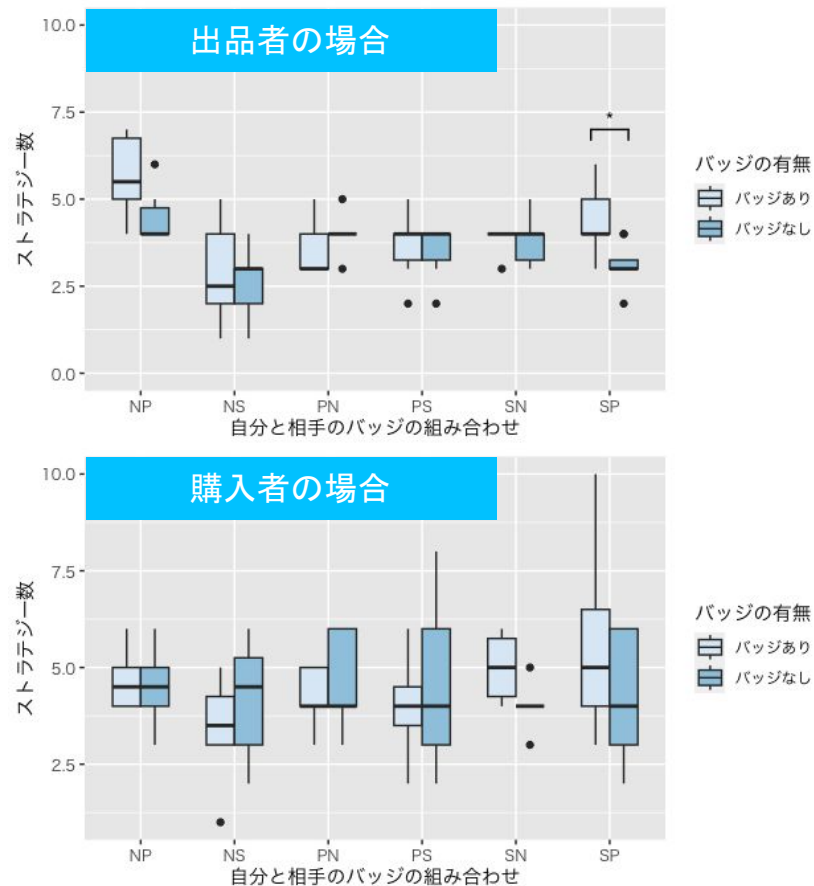 出品者の場合
10.0
7.5
5.0
2.5
0.0
ストラテジー数
*
NP NS PN PS SN SP
自分と相手のバッジの組み合わせ
バッジの有無
バッジあり
バッジなし
購入者の場合
10.0
7.5
5.0
2.5
ストラテジー数
NP NS PN PS SN SP
自分と相手のバッジの組み合わせ
バッジの有無
バッジあり
バッジなし